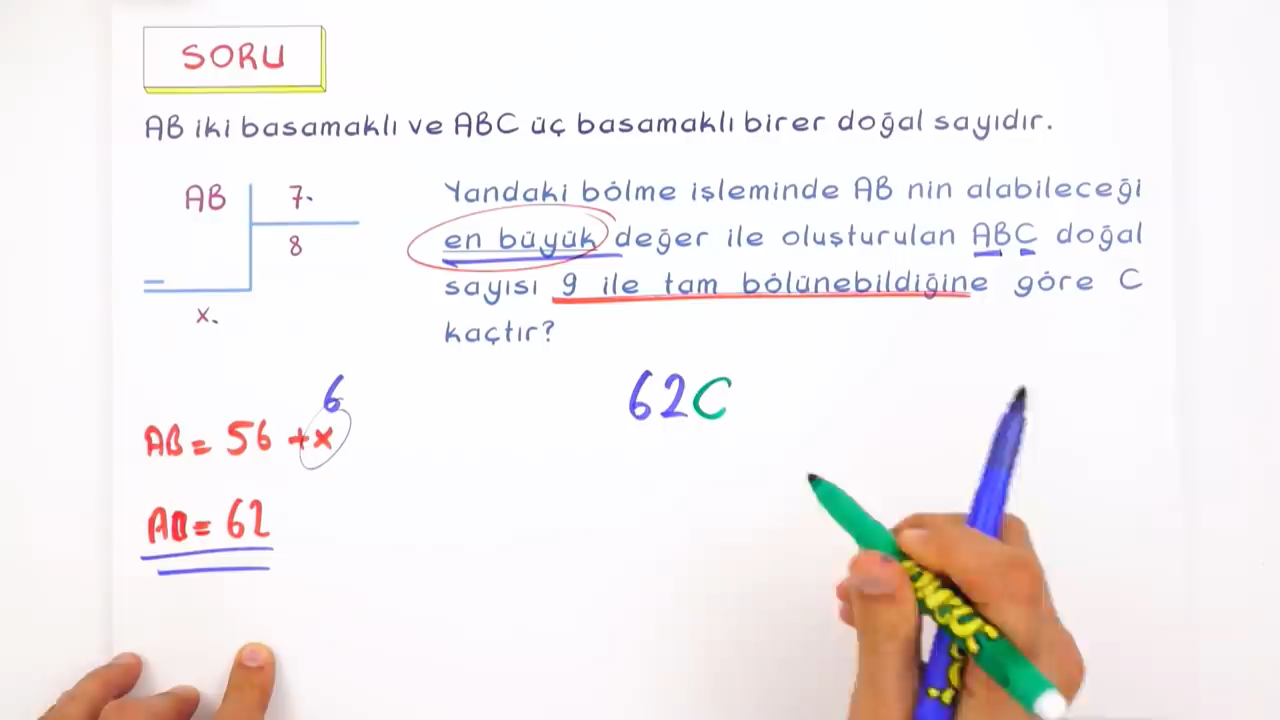 SORU
AB iki basamaklı ve ABC üç basamaklı birer doğal sayıdır.
AB 7.
8
x.
Yandaki bölme işleminde AB nin alabileceği
en büyük değer ile oluşturulan ABC doğal
sayısı 9 ile tam bölünebildiğine göre C
kaçtır?
6
AB = 56 + x
AB = 62
62C